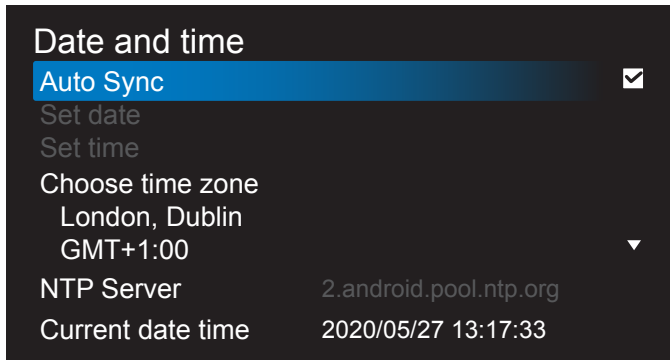 Date and time
Auto Sync
Set date
Set time
Choose time zone
London, Dublin
GMT+1:00
NTP Server 2.android.pool.ntp.org
Current date time 2020/05/27 13:17:33